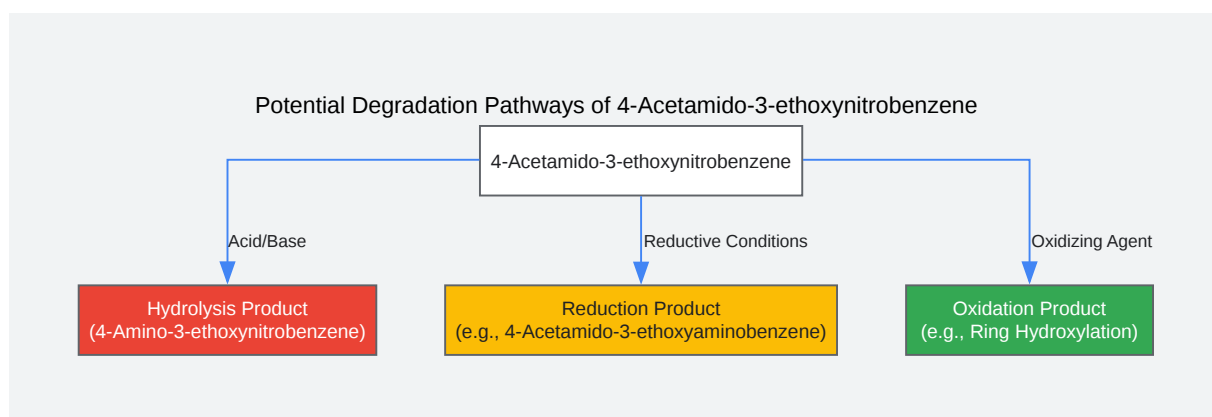 Potential Degradation Pathways of 4-Acetamido-3-ethoxynitrobenzene
4-Acetamido-3-ethoxynitrobenzene
Acid/Base
Reductive Conditions
Oxidizing Agent
Hydrolysis Product
(4-Amino-3-ethoxynitrobenzene)
Reduction Product
(e.g., 4-Acetamido-3-ethoxyaminobenzene)
Oxidation Product
(e.g., Ring Hydroxylation)